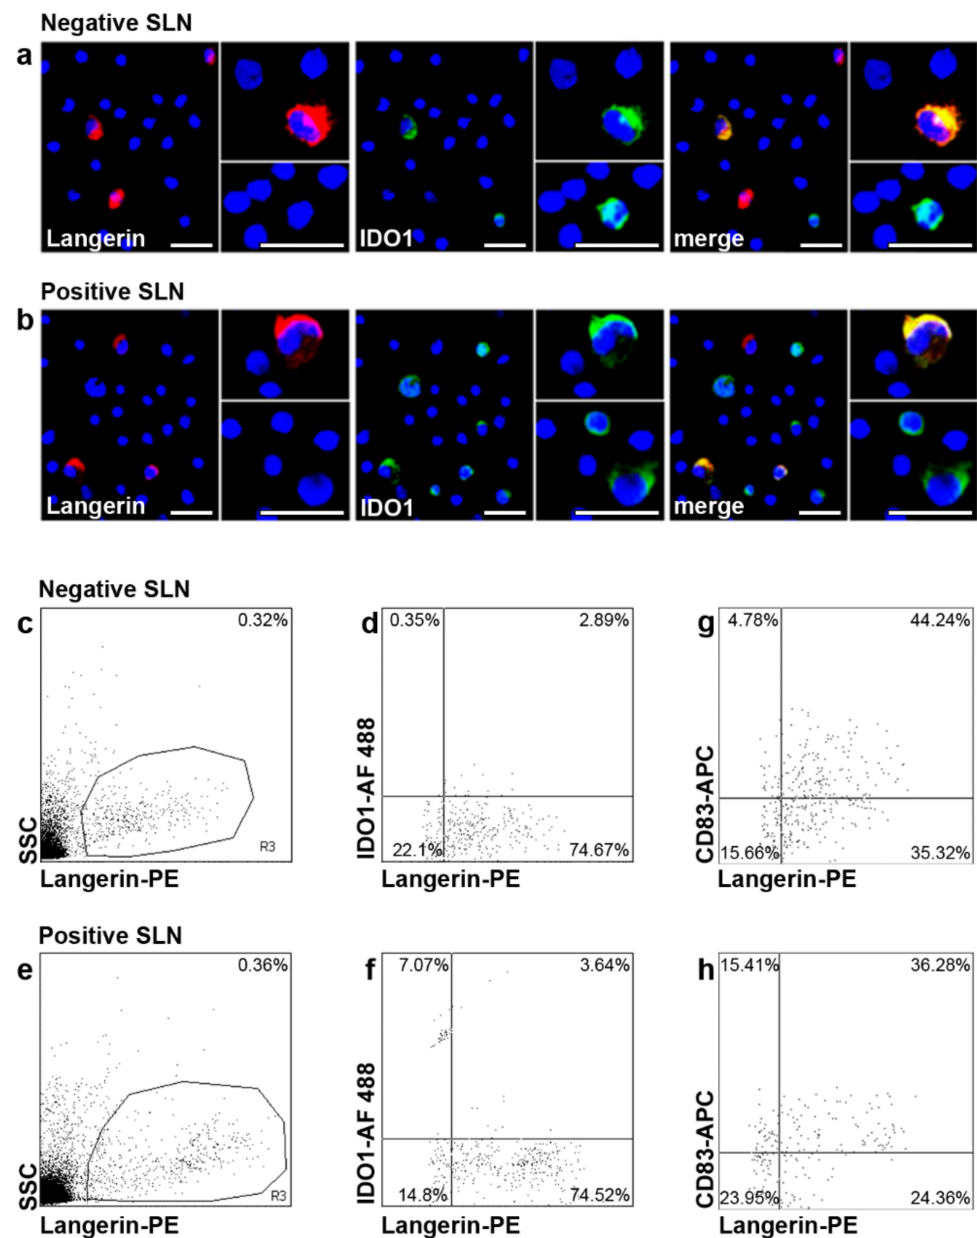 Negative SLN
a
Langerin
IDO1
merge
Positive SLN
b
Langerin
IDO1
merge
Negative SLN
c
0.32%
SSC
R3
Langerin-PE
d
0.35%
2.89%
IDO1-AF 488
22.1%
74.67%
Langerin-PE
g
4.78%
44.24%
CD83-APC
15.66%
35.32%
Langerin-PE
Positive SLN
e
0.36%
SSC
R3
Langerin-PE
f
7.07%
3.64%
IDO1-AF 488
14.8%
74.52%
Langerin-PE
h
15.41%
36.28%
CD83-APC
23.95%
24.36%
Langerin-PE